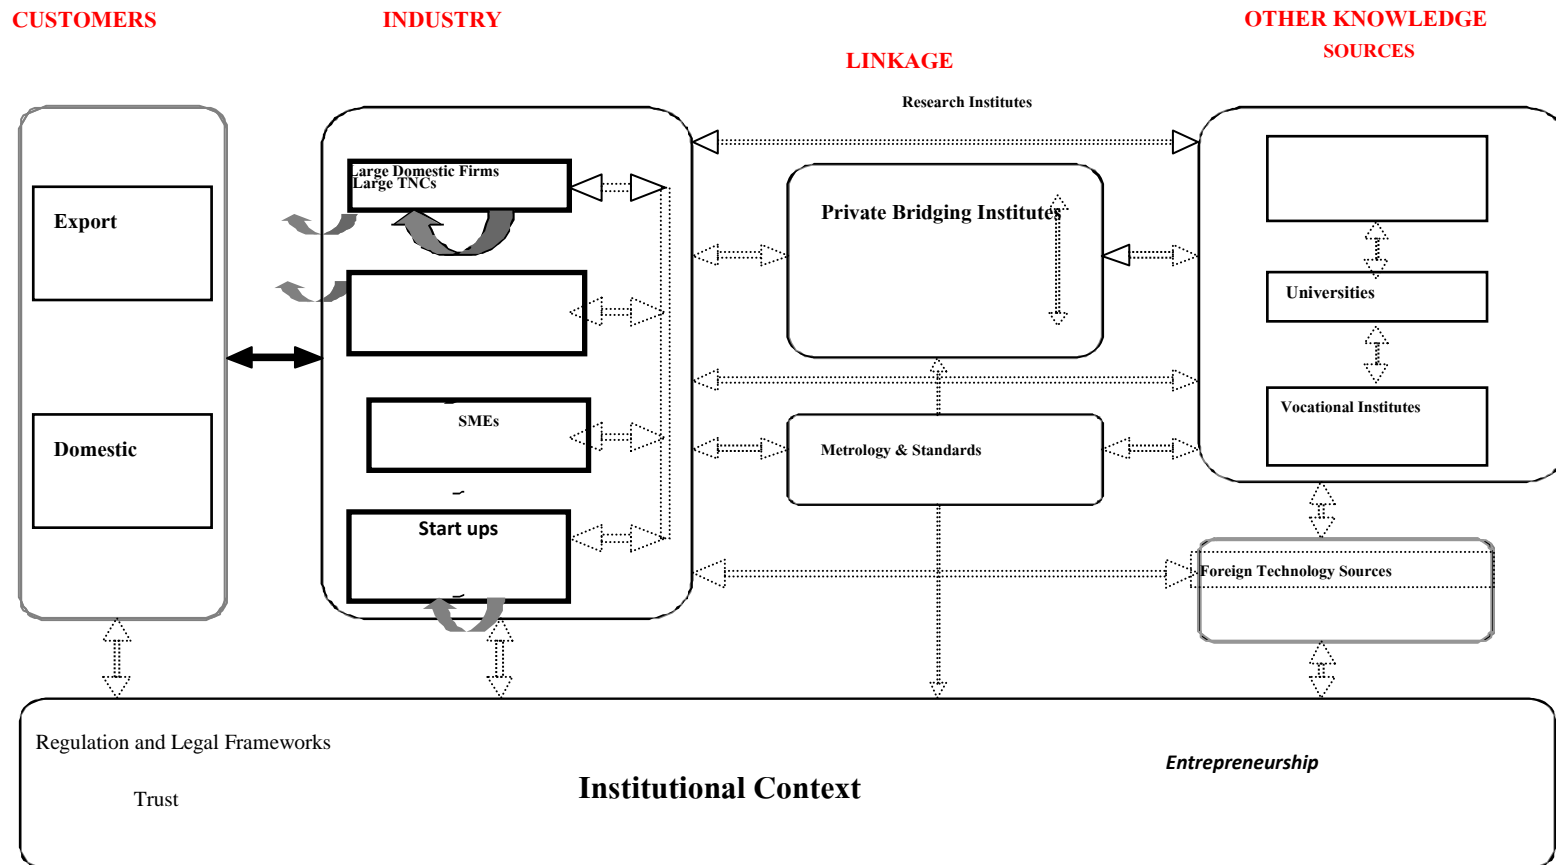 CUSTOMERS
INDUSTRY
OTHER KNOWLEDGE
SOURCES
LINKAGE
Research Institutes
Large Domestic Firms
Large TNCs
Export
Private Bridging Institutes
Universities
Vocational Institutes
SMEs
Domestic
Metrology & Standards
Start ups
Foreign Technology Sources
Regulation and Legal Frameworks
Entrepreneurship
Institutional Context
Trust